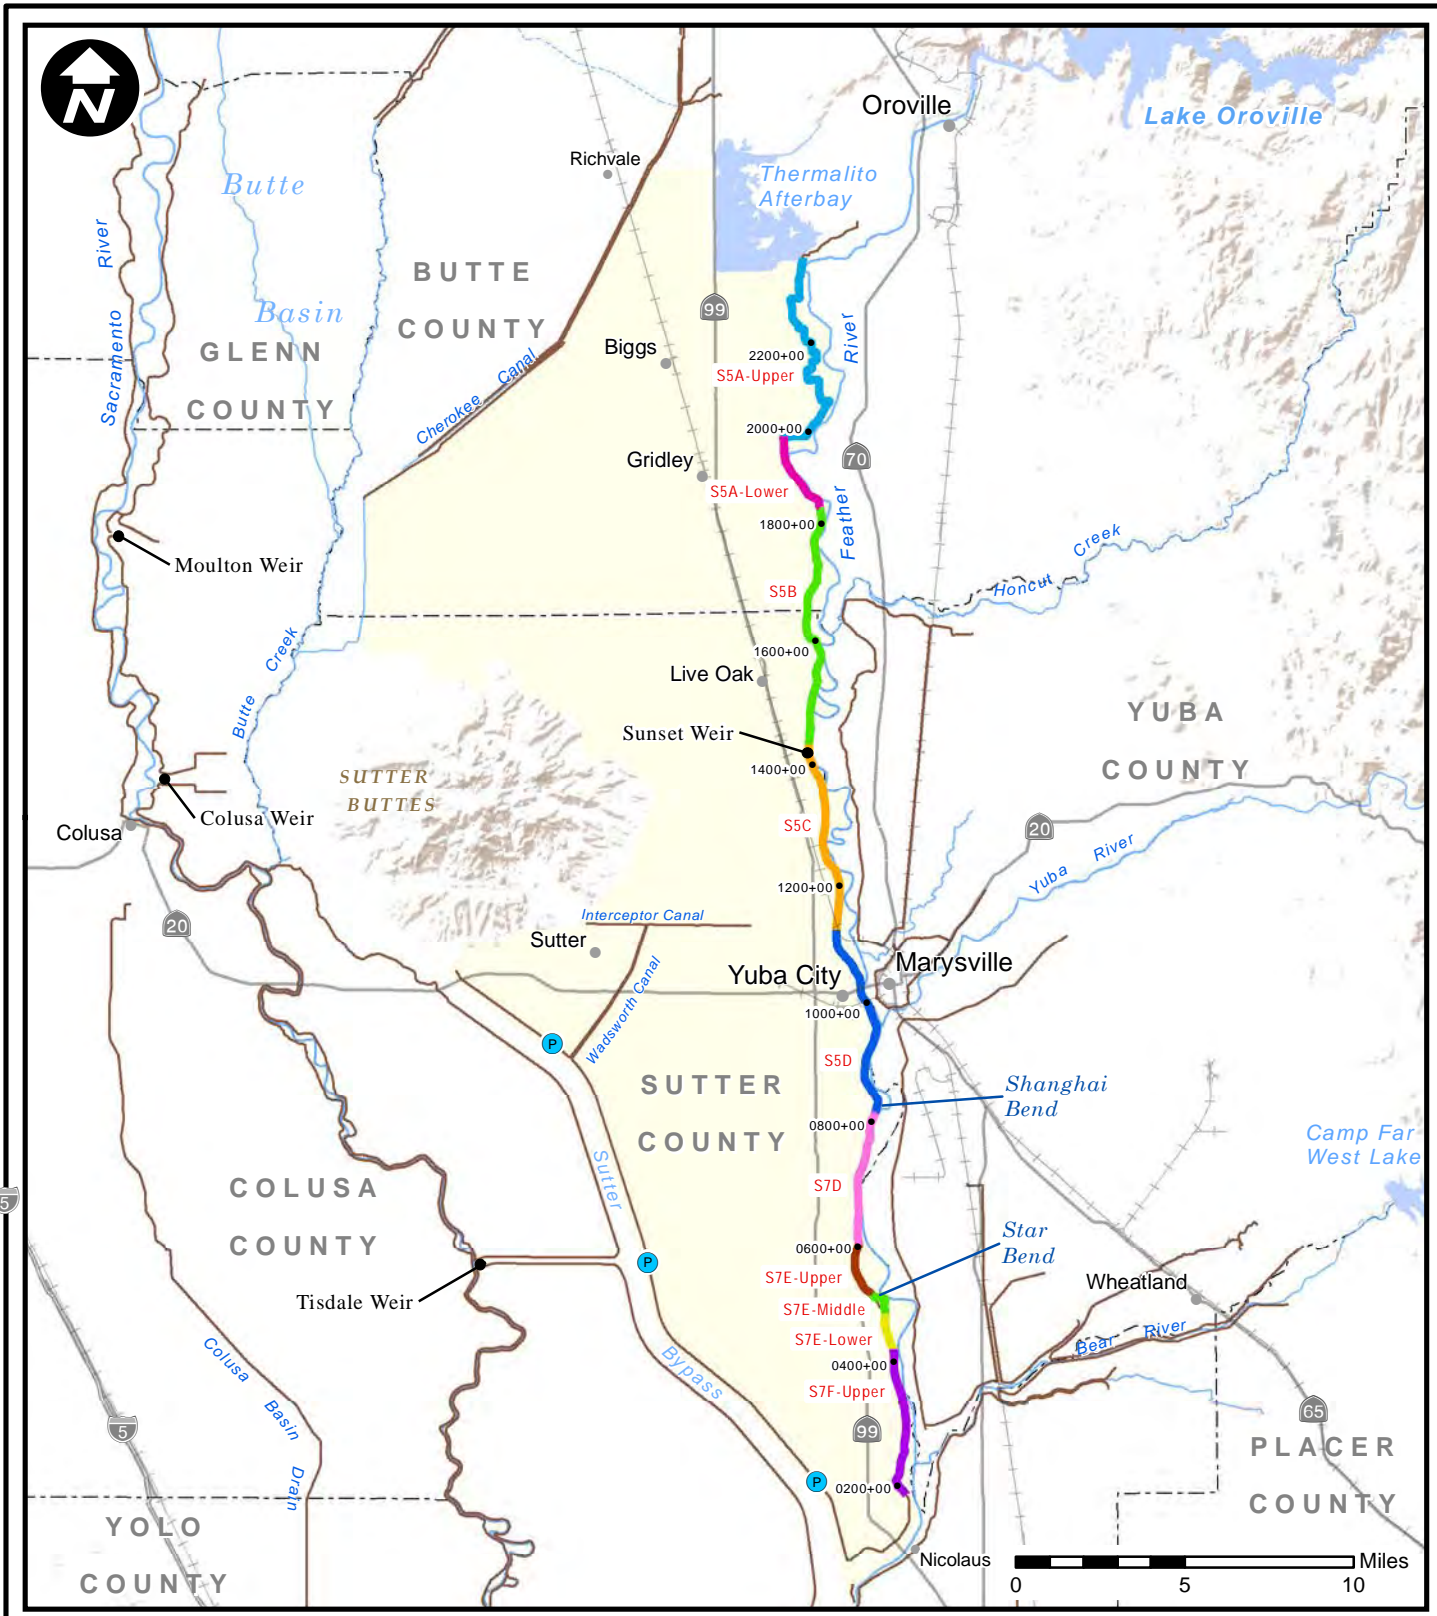 N
Oroville
Lake Oroville
Richvale
Thermalito
Afterbay
Butte
Basin
Sacramento River
BUTTE
COUNTY
99
GLENN
COUNTY
Cherokee Canal
Biggs
2200+00
S5A-Upper
Feather River
2000+00
70
Gridley
S5A-Lower
1800+00
Moulton Weir
Honcut Creek
S5B
Butte Creek
1600+00
Live Oak
YUBA
COUNTY
Sunset Weir
1400+00
SUTTER
BUTTES
Colusa Weir
Colusa
S5C
20
Yuba River
1200+00
20
Interceptor Canal
Sutter
Wadsworth Canal
Yuba City
Marysville
1000+00
P
S5D
SUTTER
COUNTY
Shanghai
Bend
0800+00
Camp Far
West Lake
Sutter Bypass
COLUSA
COUNTY
5
S7D
Star
Bend
0600+00
P
S7E-Upper
Wheatland
Tisdale Weir
S7E-Middle
S7E-Lower
Bear River
0400+00
Colusa Basin Drain
S7F-Upper
65
5
99
PLACER
COUNTY
P
0200+00
YOLO
COUNTY
Nicolaus
Miles
0 5 10